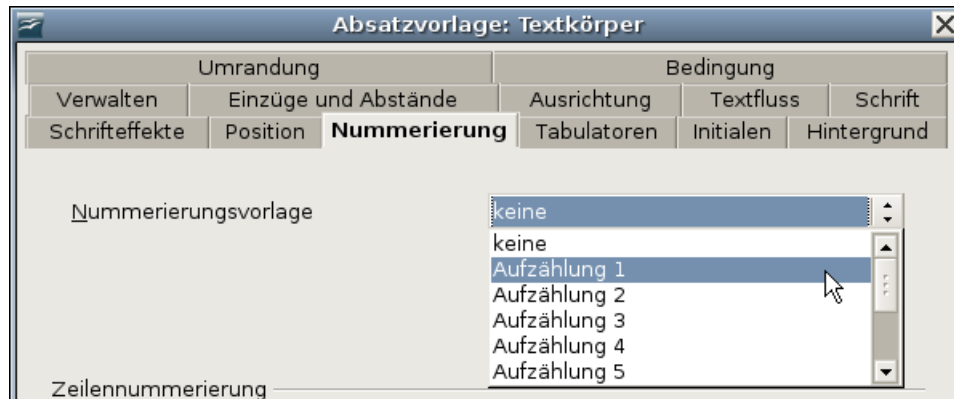 Absatzvorlage: Textkörper
Umrandung Bedingung
Verwalten Einzüge und Abstände Ausrichtung Textfluss Schrift
Schrifteffekte Position Nummerierung Tabulatoren Initialen Hintergrund
Nummerierungsvorlage keine
keine
Aufzählung 1
Aufzählung 2
Aufzählung 3
Aufzählung 4
Aufzählung 5
Zeilennummerierung